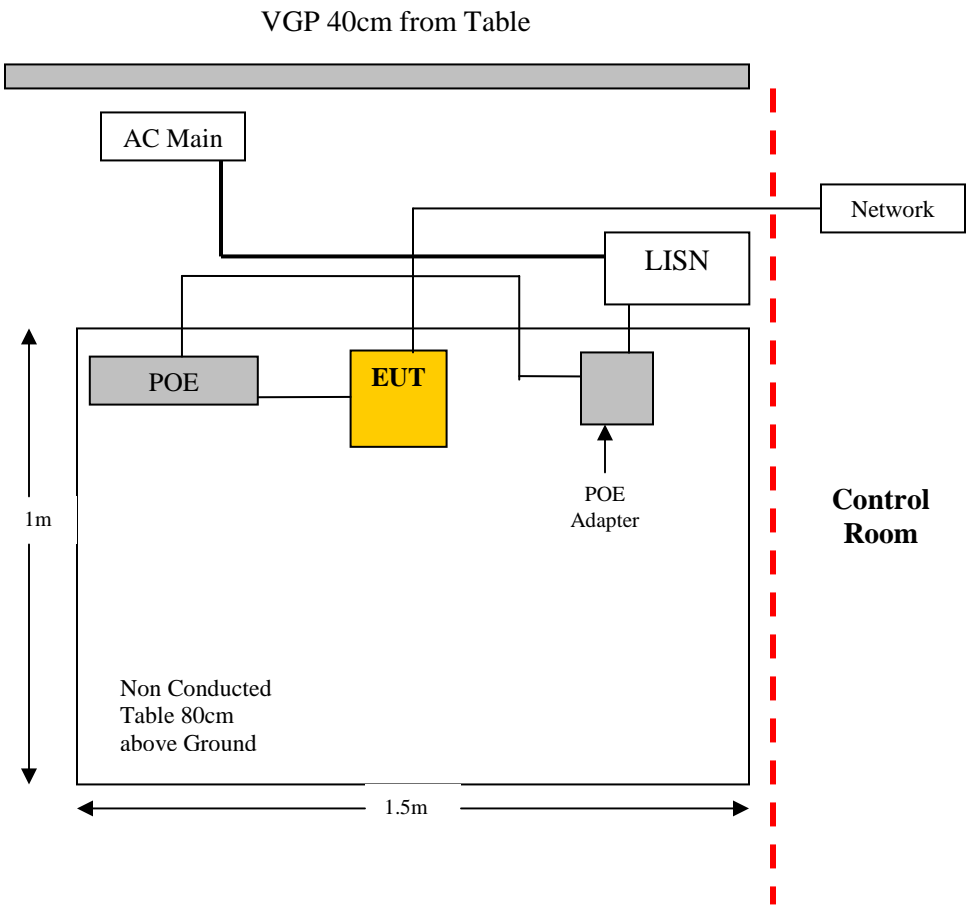 VGP 40cm from Table
AC Main
Network
LISN
POE
EUT
POE
Adapter
1m
Control
Room
Non Conducted
Table 80cm
above Ground
1.5m